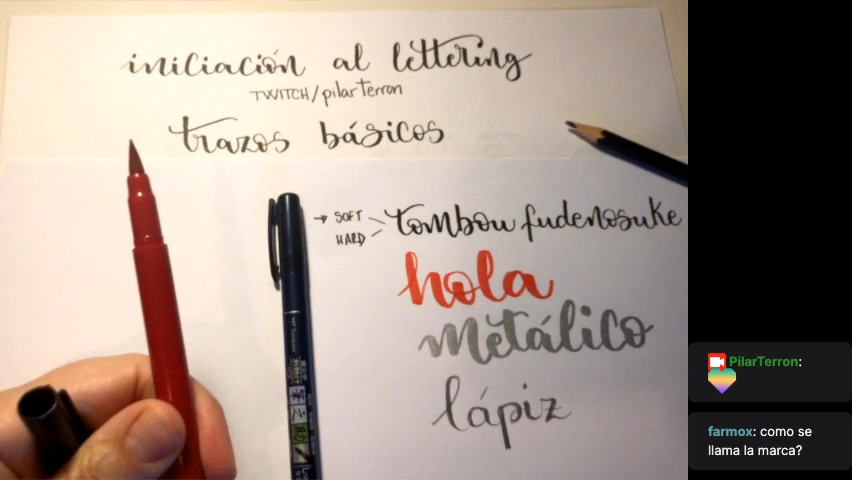 iniciación al lettering
TWITCH/pilarTerron
trazos básicos
→ SOFT
HARD
tombow fudenosuke
hola
metálico
lápiz
PilarTerron:
farmox: como se
llama la marca?